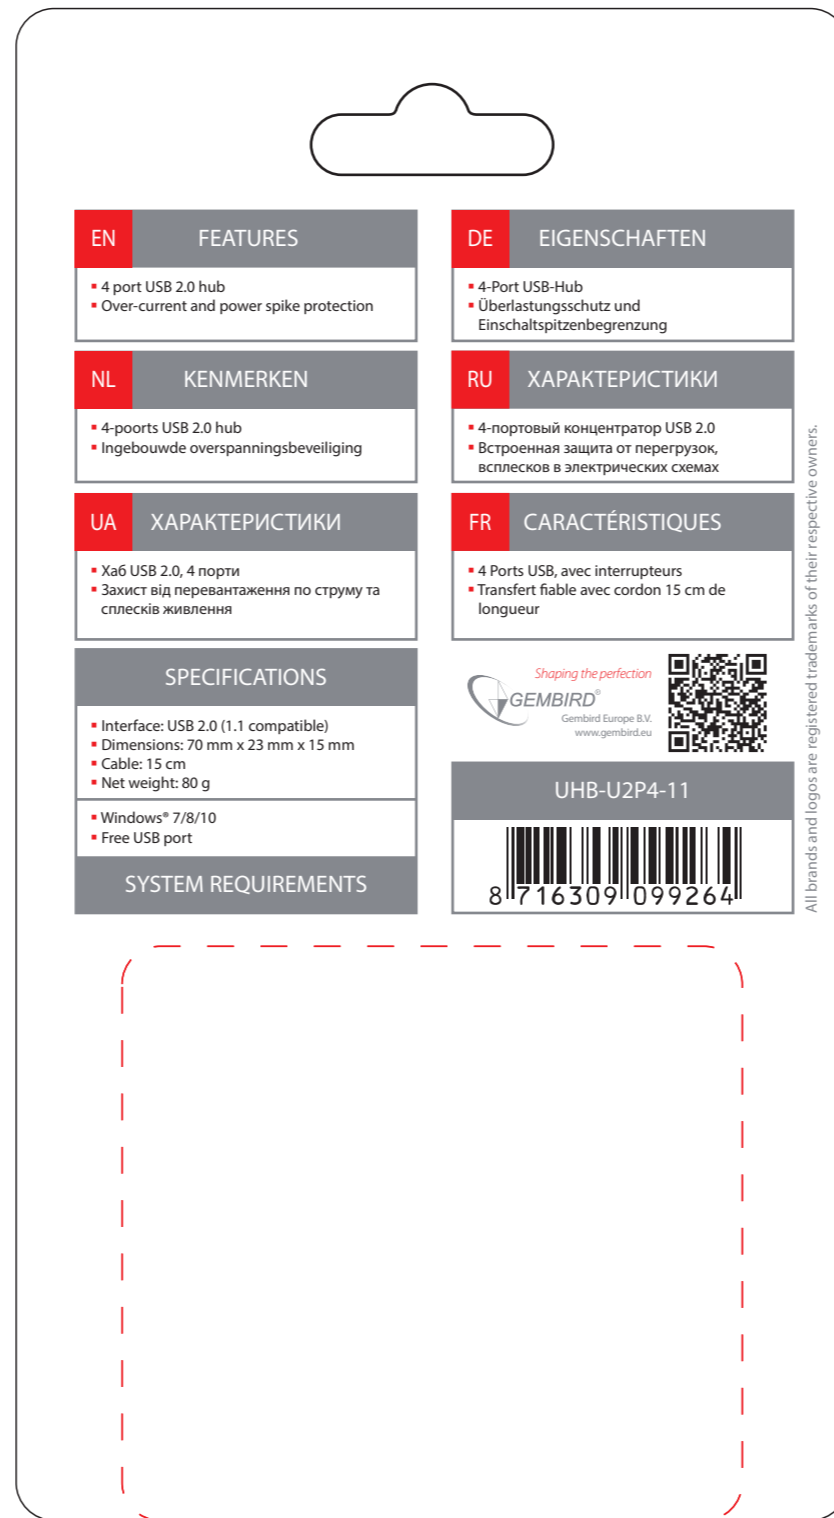 EN FEATURES
4 port USB 2.0 hub
Over-current and power spike protection
DE EIGENSCHAFTEN
4-Port USB-Hub
Überlastungsschutz und
Einschaltspitzenbegrenzung
NL KENMERKEN
4-poorts USB 2.0 hub
Ingebouwde overspanningsbeveiliging
RU ХАРАКТЕРИСТИКИ
4-портовый концентратор USB 2.0
Встроенная защита от перегрузок,
всплесков в электрических схемах
UA ХАРАКТЕРИСТИКИ
Хаб USB 2.0, 4 порти
Захист від перевантаження по струму та
сплесків живлення
FR CARACTÉRISTIQUES
4 Ports USB, avec interrupteurs
Transfert fiable avec cordon 15 cm de
longueur
SPECIFICATIONS
Interface: USB 2.0 (1.1 compatible)
Dimensions: 70 mm x 23 mm x 15 mm
Cable: 15 cm
Net weight: 80 g
Windows® 7/8/10
Free USB port
SYSTEM REQUIREMENTS
Shaping the perfection
GEMBIRD®
Gembird Europe B.V.
www.gembird.eu
UHB-U2P4-11
8 716309 099264
All brands and logos are registered trademarks of their respective owners.